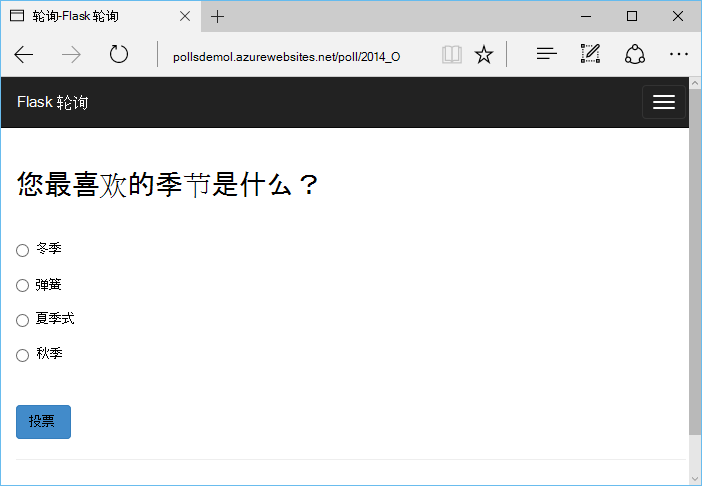 轮询-Flask 轮询
pollsdemol.azurewebsites.net/poll/2014_O
Flask 轮询
您最喜欢的季节是什么？
冬季
弹簧
夏季式
秋季
投票